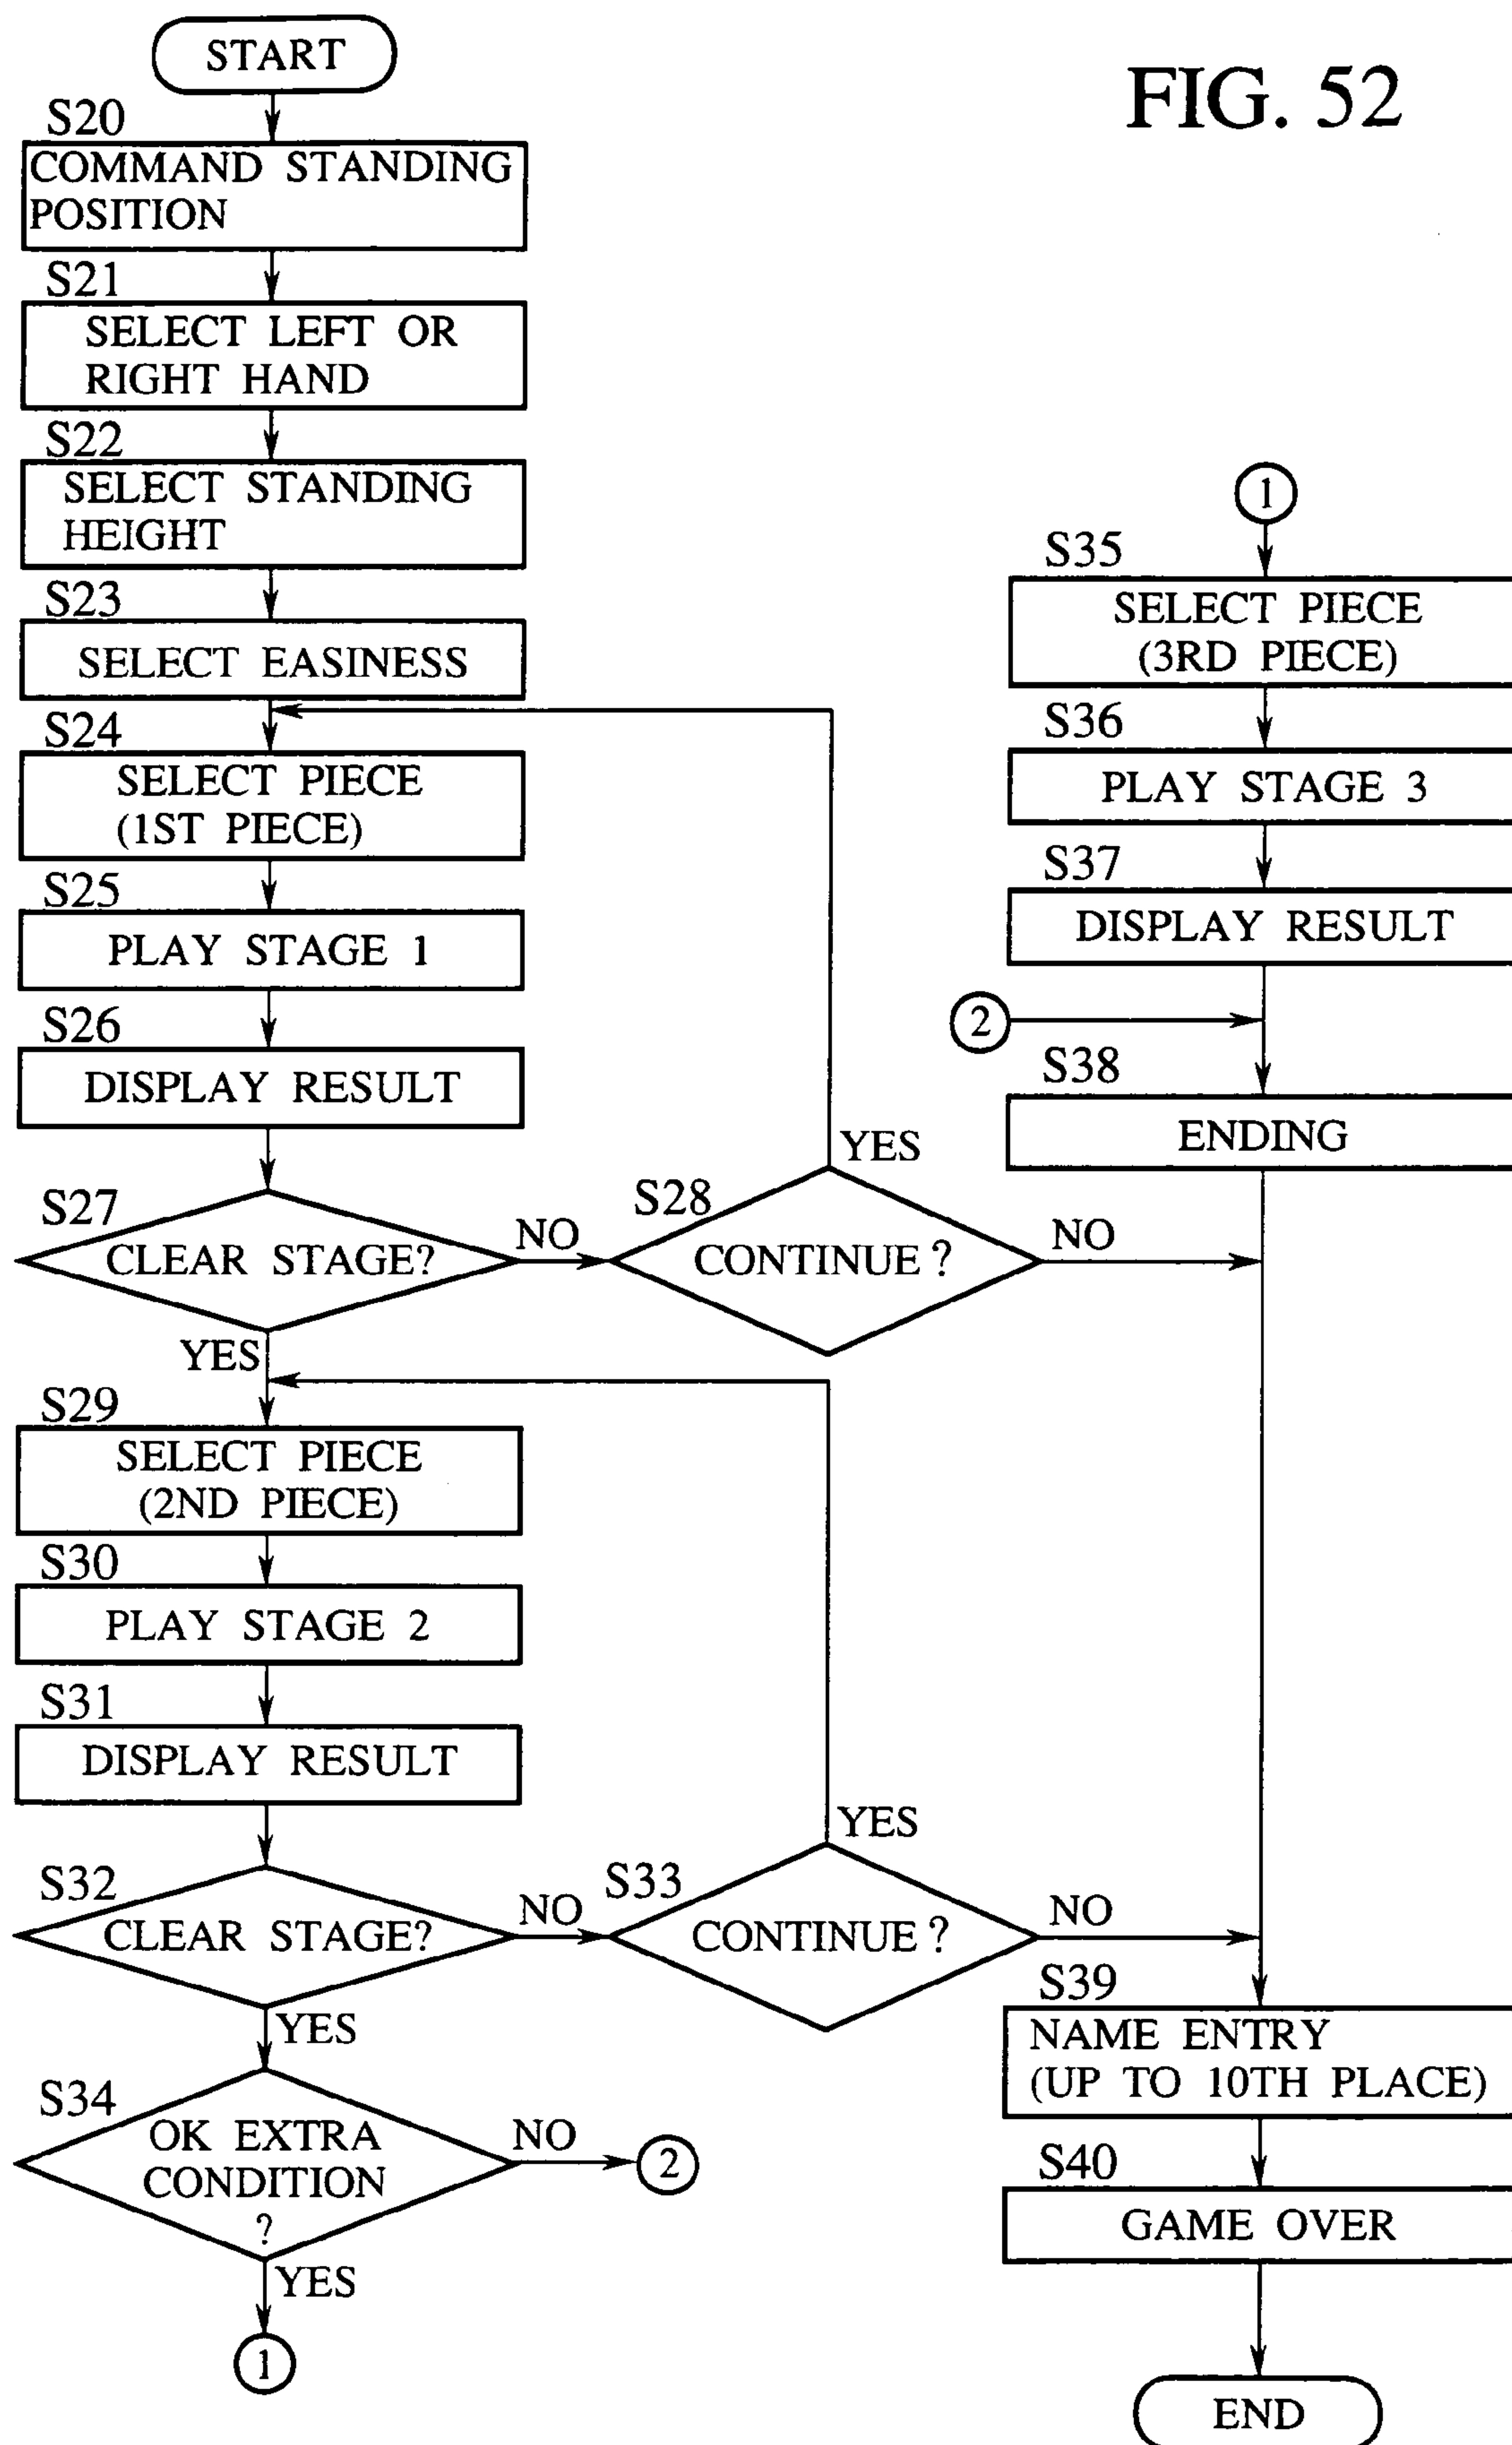 FIG. 52
START
S20
COMMAND STANDING
POSITION
S21
SELECT LEFT OR
RIGHT HAND
S22
SELECT STANDING
HEIGHT
S23
SELECT EASINESS
S24
SELECT PIECE
(1ST PIECE)
S25
PLAY STAGE 1
S26
DISPLAY RESULT
S27
CLEAR STAGE?
NO
YES
S28
CONTINUE ?
YES
NO
S29
SELECT PIECE
(2ND PIECE)
S30
PLAY STAGE 2
S31
DISPLAY RESULT
S32
CLEAR STAGE?
NO
YES
S33
CONTINUE ?
YES
NO
S34
OK EXTRA
CONDITION
?
NO
2
YES
1
1
S35
SELECT PIECE
(3RD PIECE)
S36
PLAY STAGE 3
S37
DISPLAY RESULT
2
S38
ENDING
S39
NAME ENTRY
(UP TO 10TH PLACE)
S40
GAME OVER
END